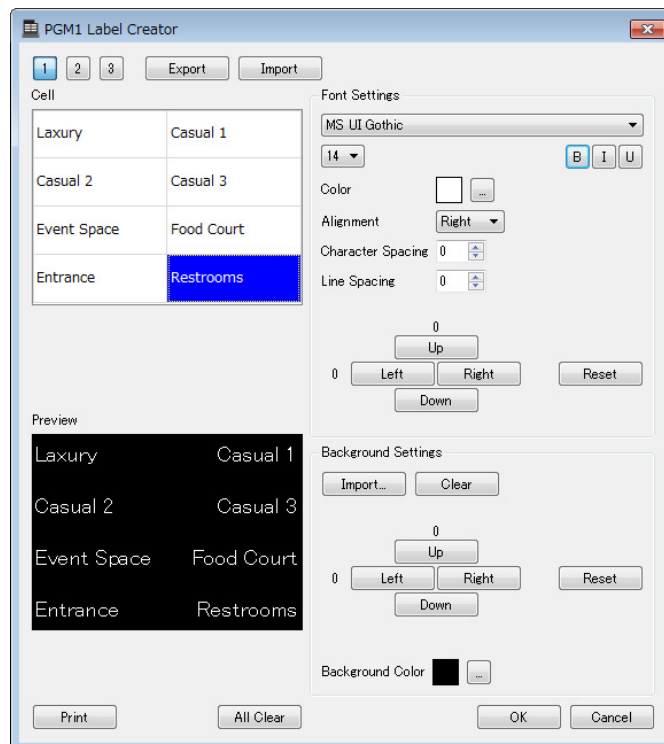 PGM1 Label Creator
1 2 3 Export Import
Cell
Laxury Casual 1
Casual 2 Casual 3
Event Space Food Court
Entrance Restrooms
Font Settings
MS UI Gothic
14 B I U
Color ...
Alignment Right
Character Spacing 0
Line Spacing 0
0
Up
0 Left Right Reset
Down
Preview
Laxury Casual 1
Casual 2 Casual 3
Event Space Food Court
Entrance Restrooms
Background Settings
Import... Clear
0
Up
0 Left Right Reset
Down
Background Color ...
Print All Clear OK Cancel